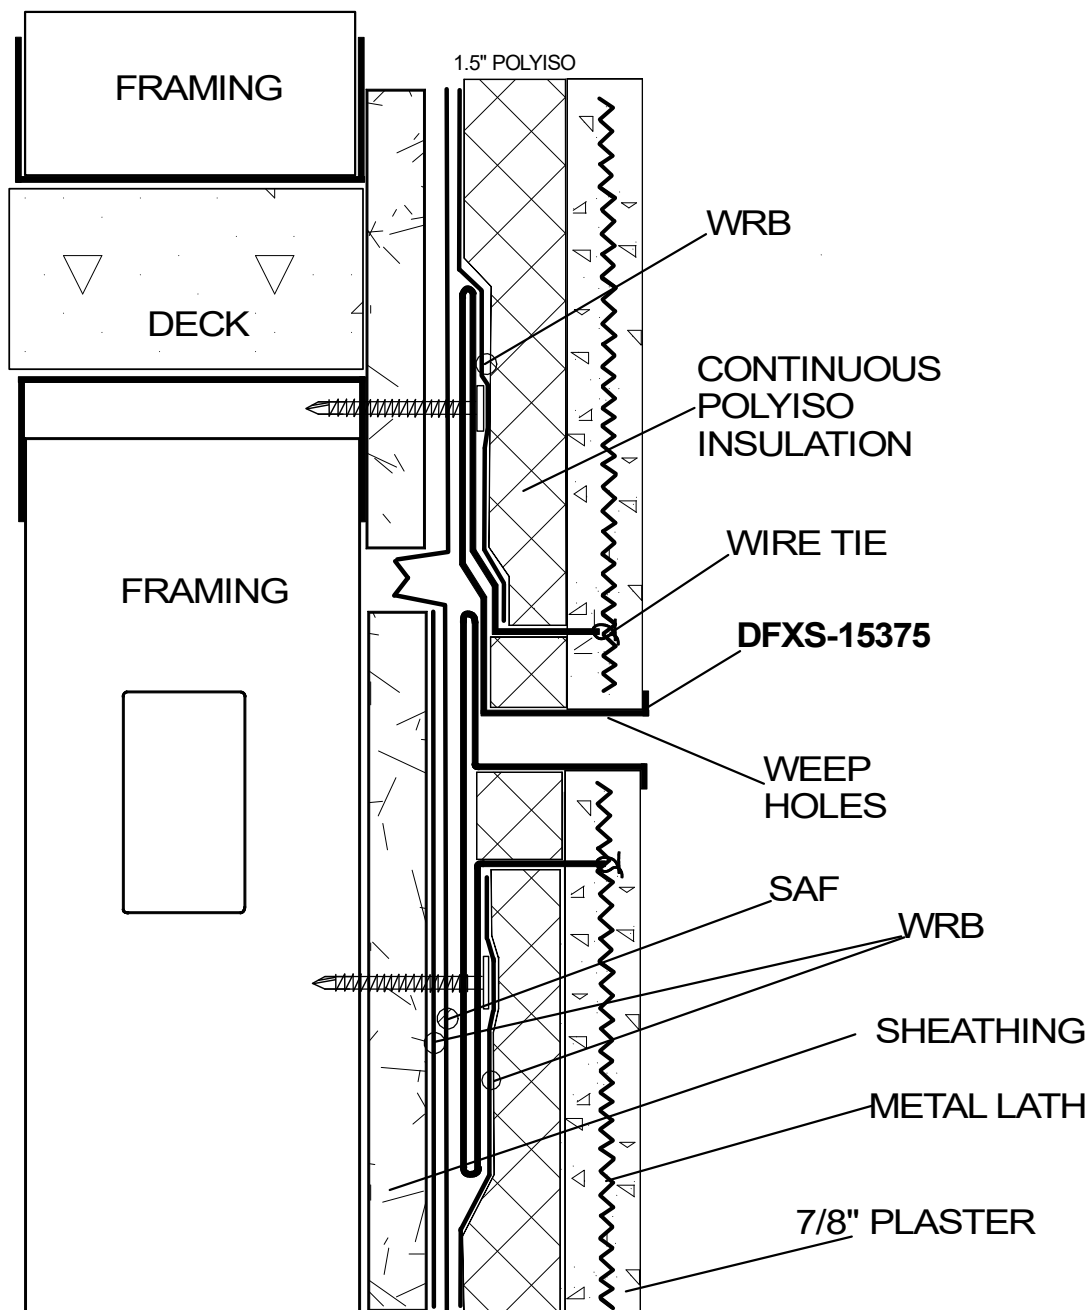 1.5" POLYISO
FRAMING
WRB
DECK
CONTINUOUS
POLYISO
INSULATION
WIRE TIE
FRAMING
DFXS-15375
WEEP
HOLES
SAF
WRB
SHEATHING
METAL LATH
7/8" PLASTER